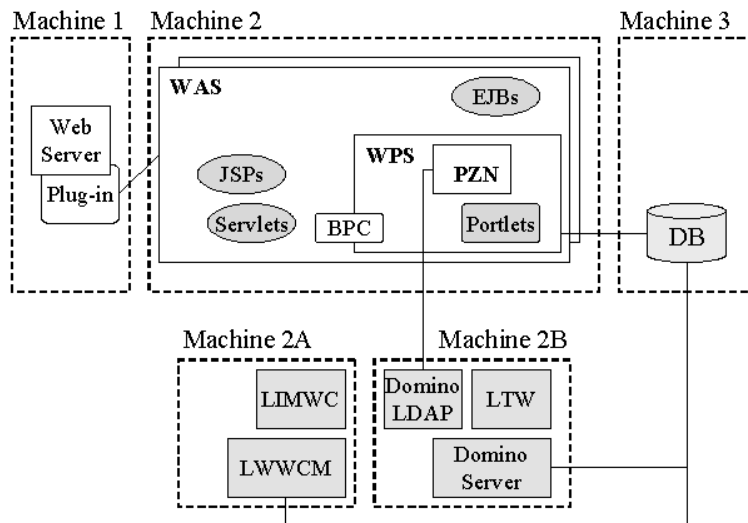 Machine 1
Machine 2
Machine 3
WAS
EJBs
Web
Server
Plug-in
WPS
PZN
JSPs
Servlets
BPC
Portlets
DB
Machine 2A
Machine 2B
LIMWC
Domino
LDAP
LTW
LWWCM
Domino
Server